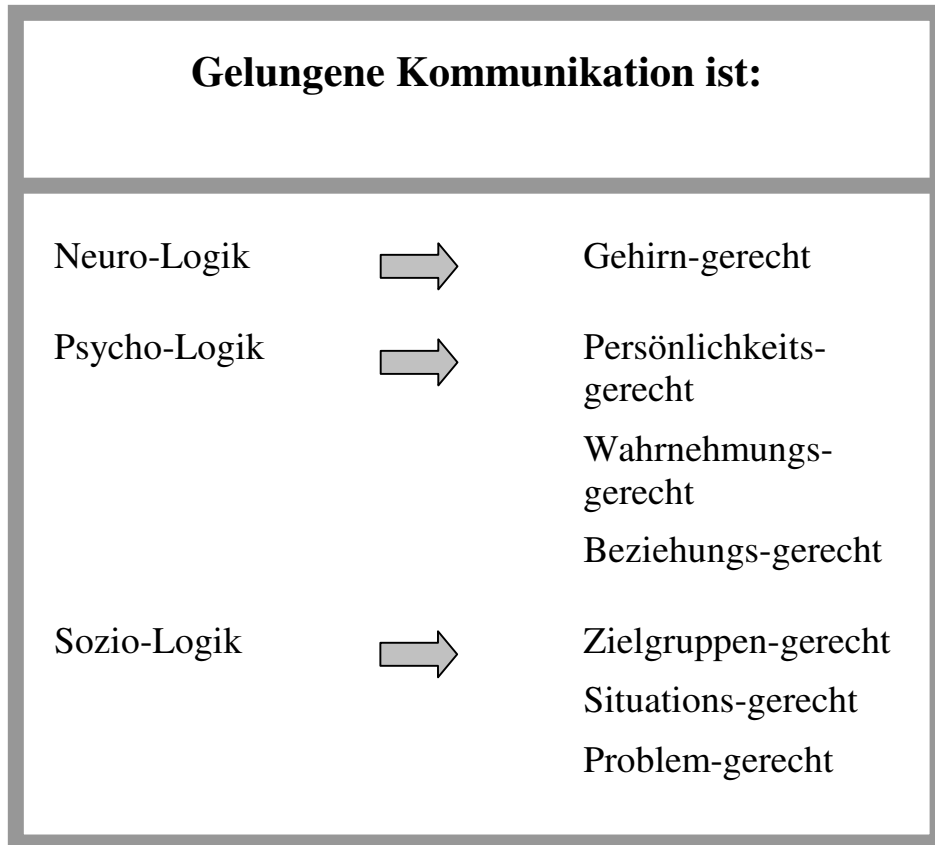 Gelungene Kommunikation ist:
Neuro-Logik Gehirn-gerecht
Psycho-Logik Persönlichkeits-
gerecht
Wahrnehmungs-
gerecht
Beziehungs-gerecht
Sozio-Logik Zielgruppen-gerecht
Situations-gerecht
Problem-gerecht